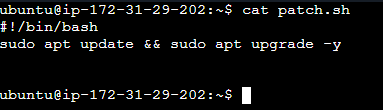 ubuntu@ip-172-31-29-202:~$ cat patch.sh
#!/bin/bash
sudo apt update && sudo apt upgrade -y
ubuntu@ip-172-31-29-202:~$